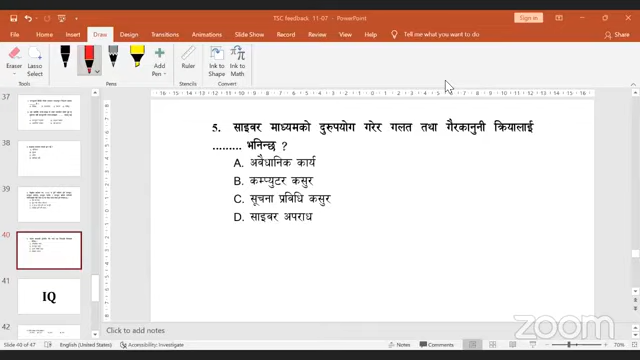 TSC feedback 11-07 - PowerPoint
Sign in
File Home Insert Draw Design Transitions Animations Slide Show Review View Recording Help Tell me what you want to do
Share
Eraser Lasso Select Add Pen Ruler Ink to Shape Ink to Math
Tools Pens Stencils Convert
37
38
39
40
41
IQ
42
5. साइबर माध्यमको दुरुपयोग गरेर गलत तथा गैरकानुनी क्रियालाई
......... भनिन्छ ?
A. अवैधानिक कार्य
B. कम्प्युटर कसुर
C. सूचना प्रविधि कसुर
D. साइबर अपराध
Click to add notes
Slide 40 of 47 English (United States) Accessibility: Investigate Notes Comments 70%
zoom